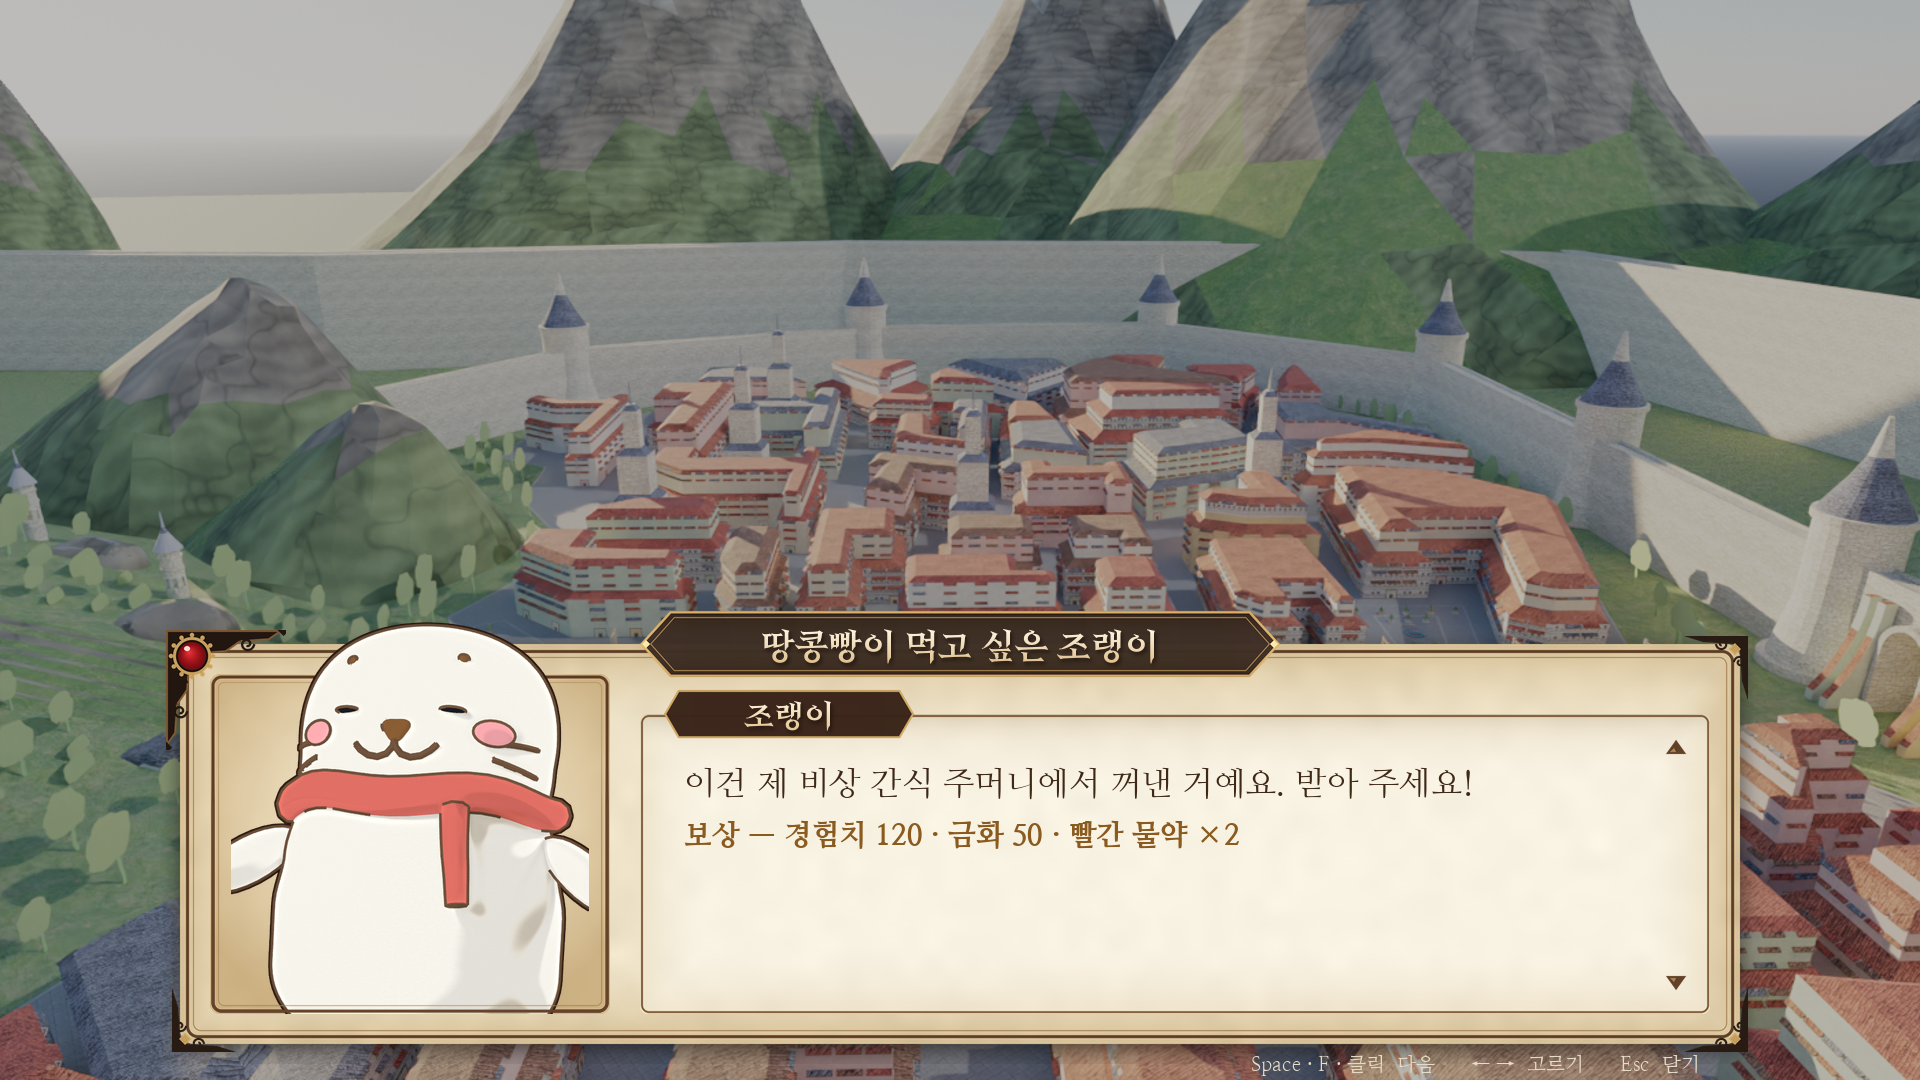 땅콩빵이 먹고 싶은 조랭이
조랭이
이건 제 비상 간식 주머니에서 꺼낸 거예요. 받아 주세요!
보상 — 경험치 120 · 금화 50 · 빨간 물약 ×2
Space · F · 클릭 다음 ←→ 고르기 Esc 닫기